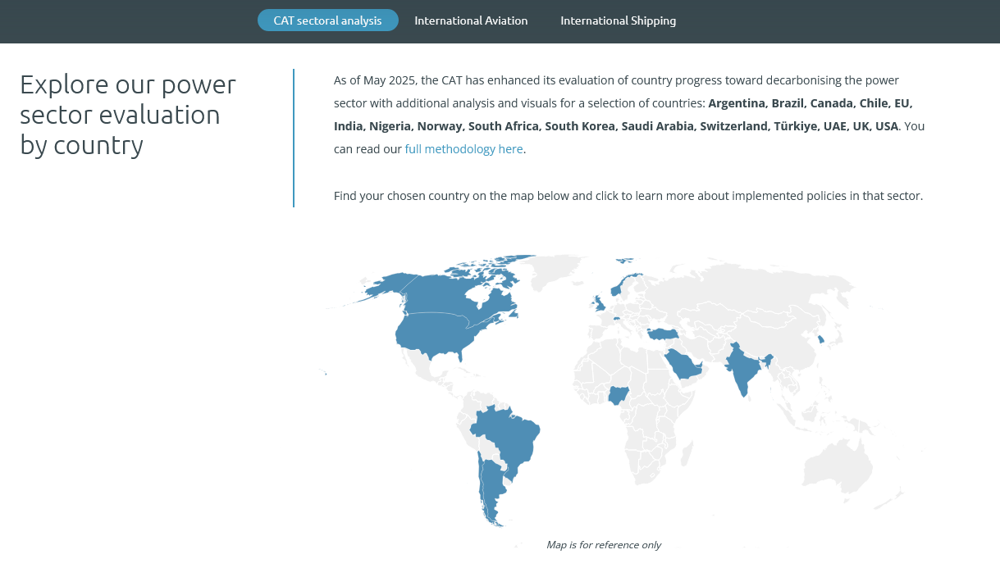 CAT sectoral analysis
International Aviation
International Shipping
Explore our power
sector evaluation
by country
As of May 2025, the CAT has enhanced its evaluation of country progress toward decarbonising the power
sector with additional analysis and visuals for a selection of countries: Argentina, Brazil, Canada, Chile, EU,
India, Nigeria, Norway, South Africa, South Korea, Saudi Arabia, Switzerland, Türkiye, UAE, UK, USA. You
can read our full methodology here.
Find your chosen country on the map below and click to learn more about implemented policies in that sector.
Map is for reference only